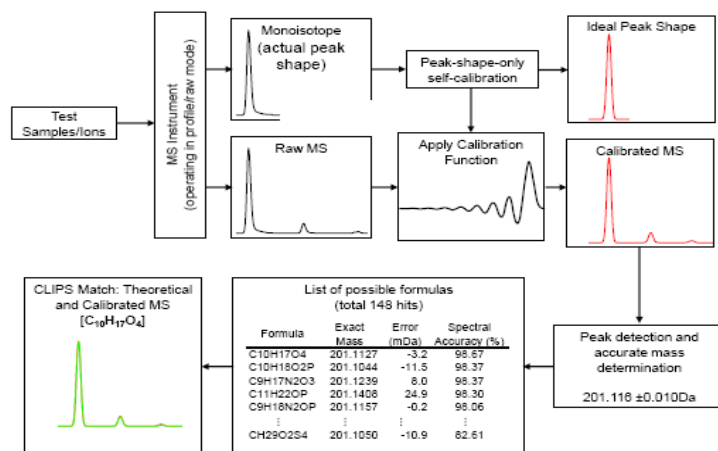 Test
Samples/Ions
MS Instrument
(operating in profile/raw mode)
Monoisotope
(actual peak
shape)
Peak-shape-only
self-calibration
Ideal Peak Shape
Raw MS
Apply Calibration
Function
Calibrated MS
Peak detection and
accurate mass
determination
201.116 ±0.010Da
List of possible formulas
(total 148 hits)
Formula Exact Mass Error (mDa) Spectral Accuracy (%)
C10H17O4 201.1127 -3.2 98.67
C10H18O2P 201.1044 -11.5 98.37
C9H17N2O3 201.1239 8.0 98.37
C11H22OP 201.1408 24.9 98.30
C9H18N2OP 201.1157 -0.2 98.06
⋮ ⋮ ⋮ ⋮
CH29O2S4 201.1050 -10.9 82.61
CLIPS Match: Theoretical
and Calibrated MS
[C₁₀H₁₇O₄]